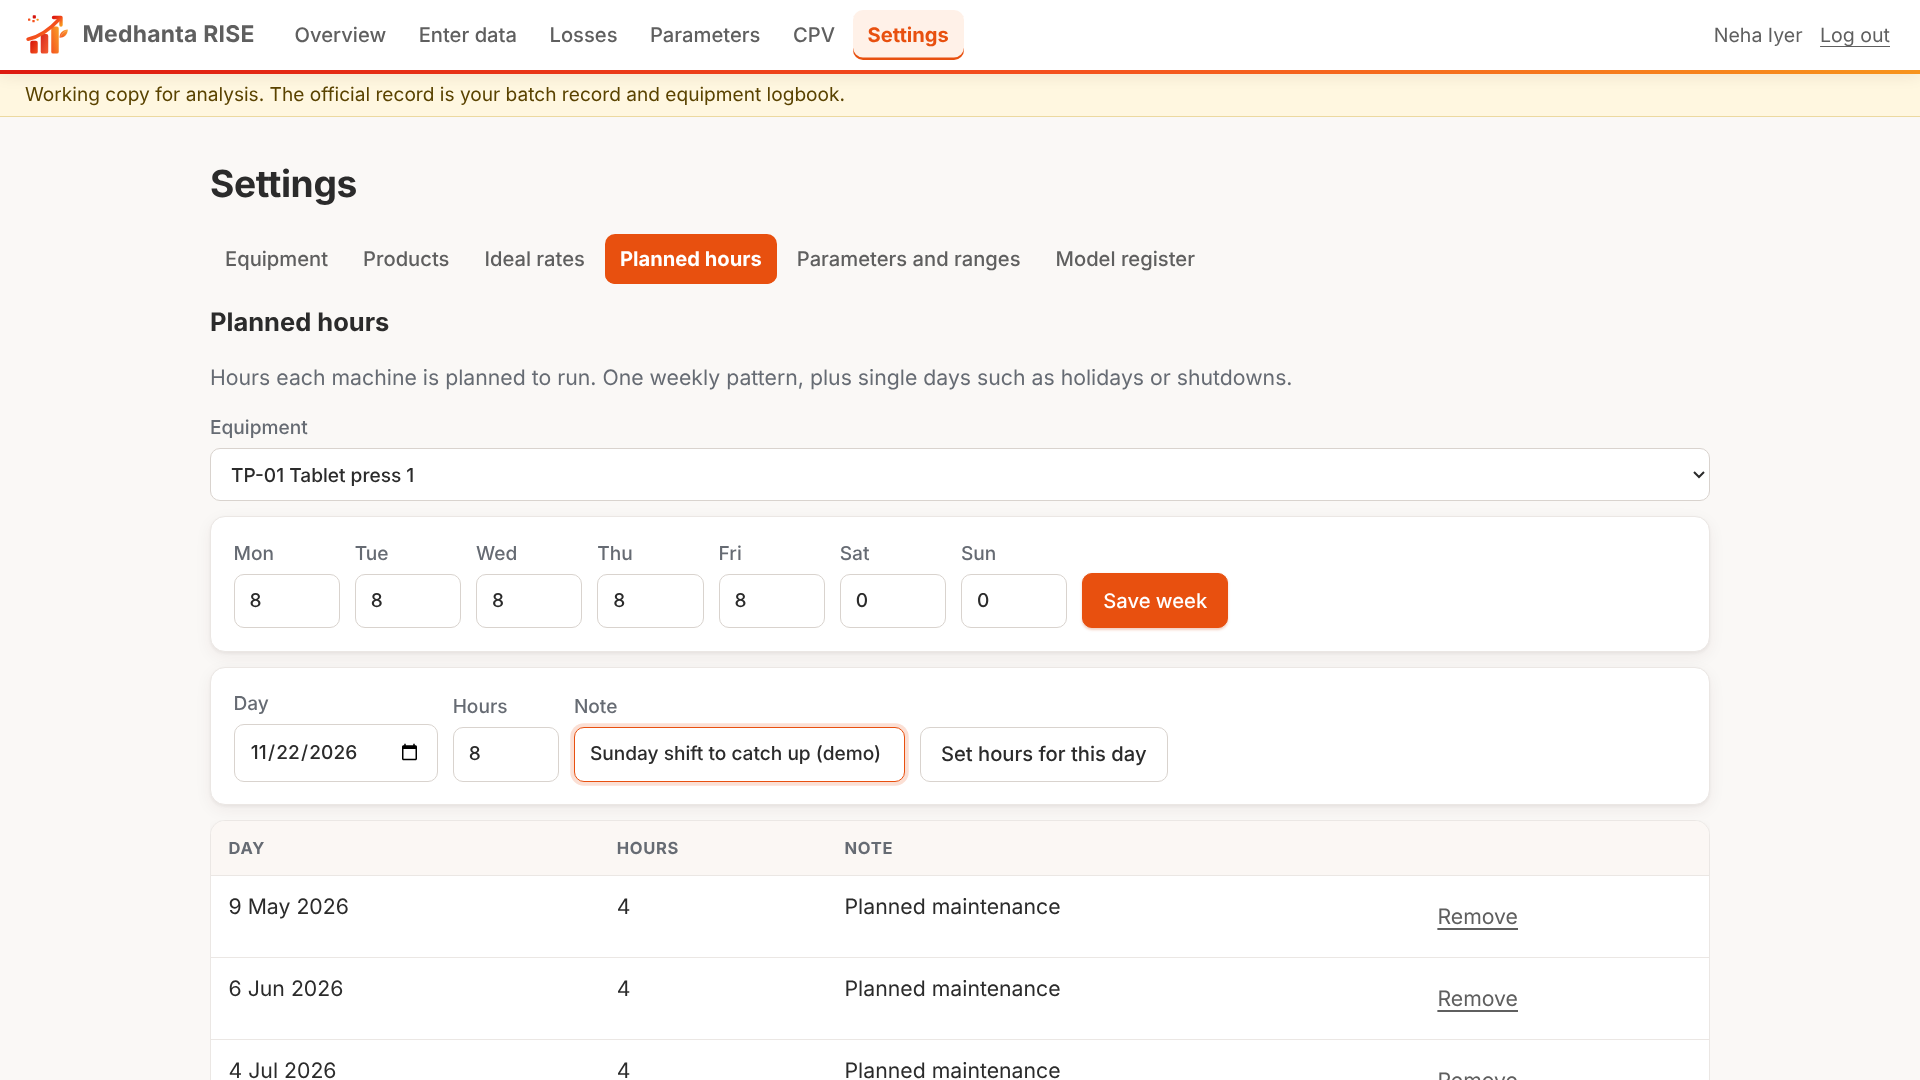 Medhanta RISE Overview Enter data Losses Parameters CPV Settings Neha Iyer Log out
Working copy for analysis. The official record is your batch record and equipment logbook.
Settings
Equipment Products Ideal rates Planned hours Parameters and ranges Model register
Planned hours
Hours each machine is planned to run. One weekly pattern, plus single days such as holidays or shutdowns.
Equipment
TP-01 Tablet press 1
Mon Tue Wed Thu Fri Sat Sun
8 8 8 8 8 0 0 Save week
Day Hours Note
11/22/2026 8 Sunday shift to catch up (demo) Set hours for this day
DAY HOURS NOTE
9 May 2026 4 Planned maintenance Remove
6 Jun 2026 4 Planned maintenance Remove
4 Jul 2026 4 Planned maintenance Remove